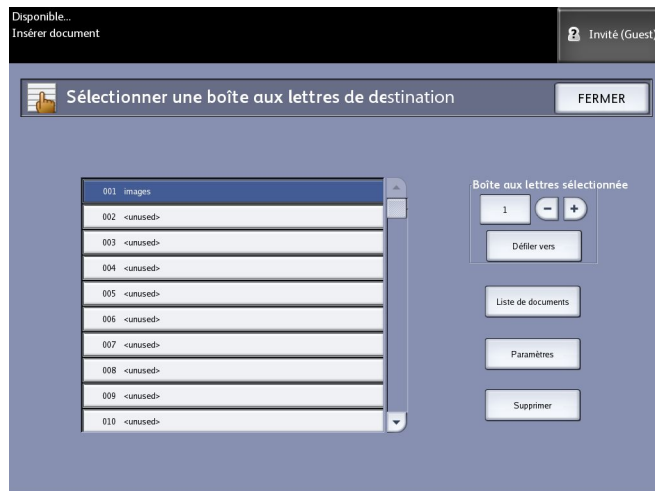 Disponible...
Insérer document
Invité (Guest)
Sélectionner une boîte aux lettres de destination
FERMER
001 images
002 <unused>
003 <unused>
004 <unused>
005 <unused>
006 <unused>
007 <unused>
008 <unused>
009 <unused>
010 <unused>
Boîte aux lettres sélectionnée
1 - +
Défiler vers
Liste de documents
Paramètres
Supprimer